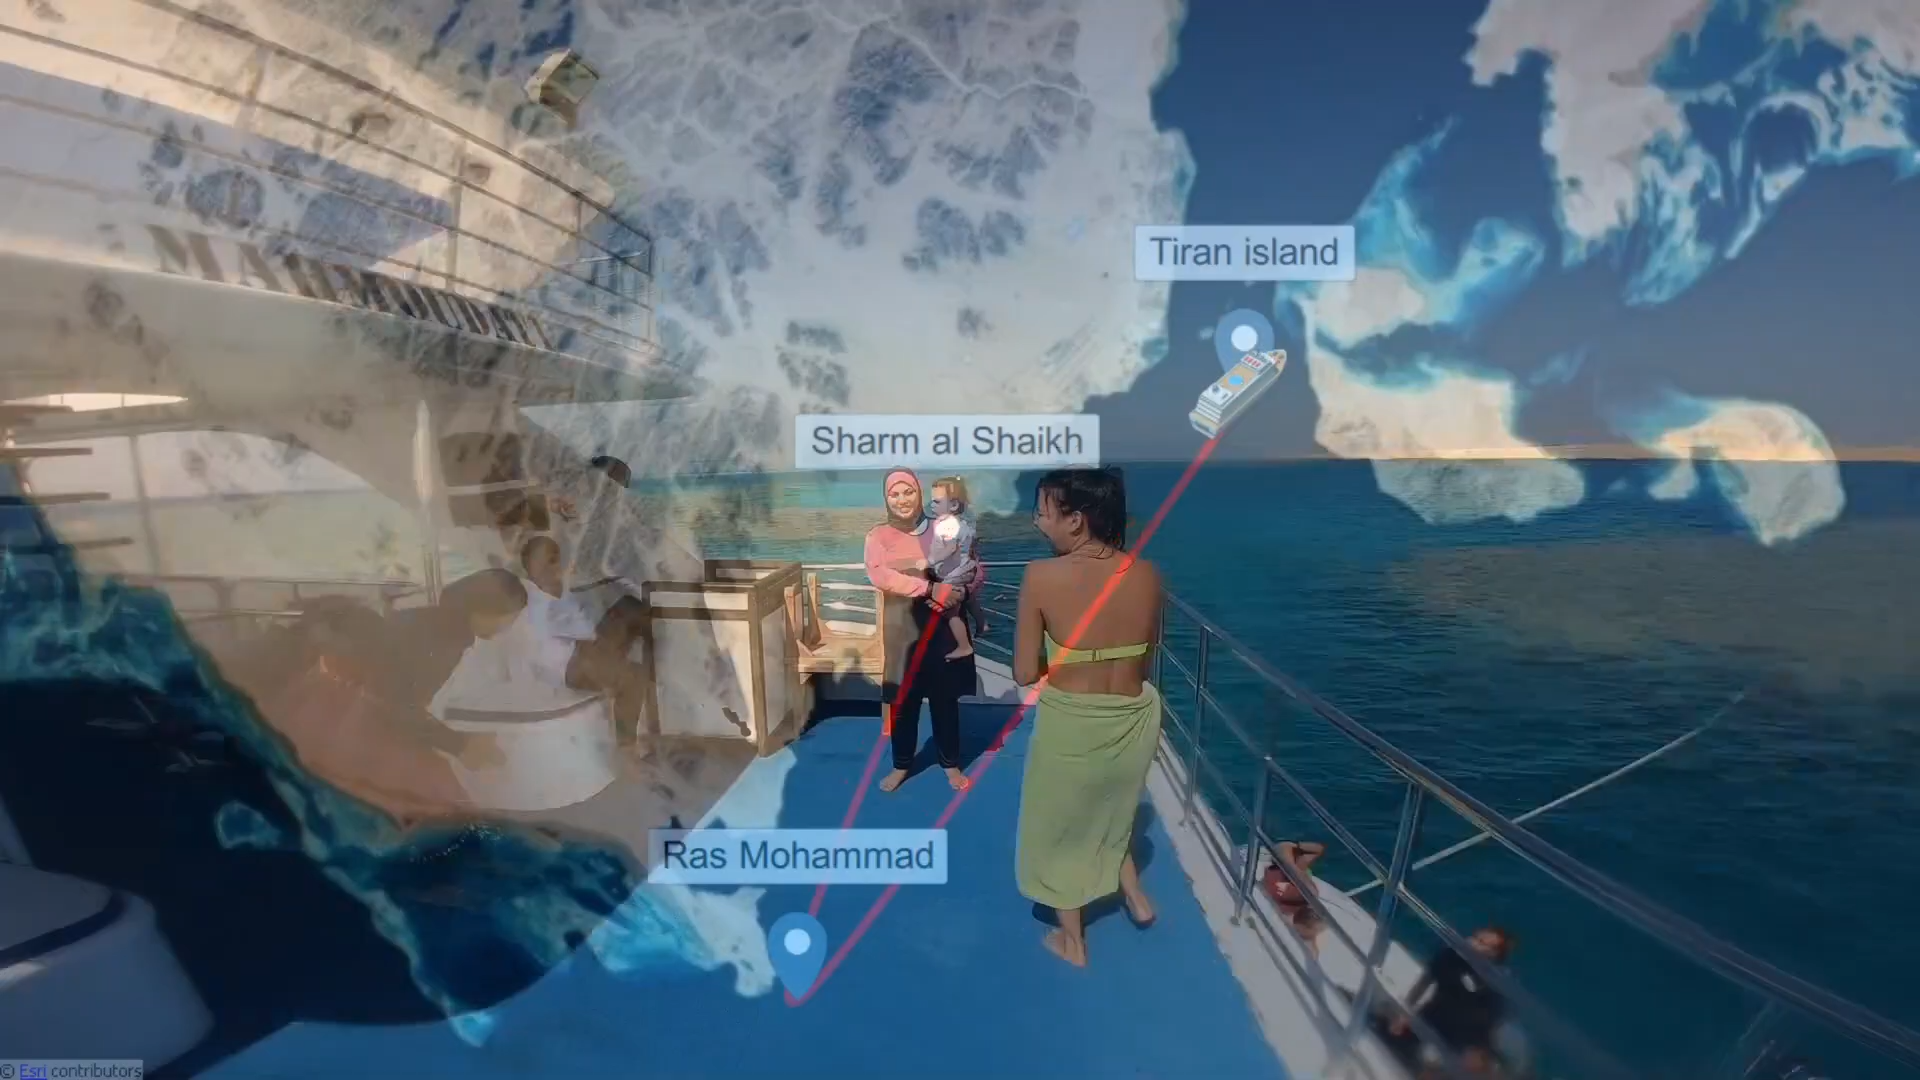 Tiran island
Sharm al Shaikh
Ras Mohammad
© Esri contributors